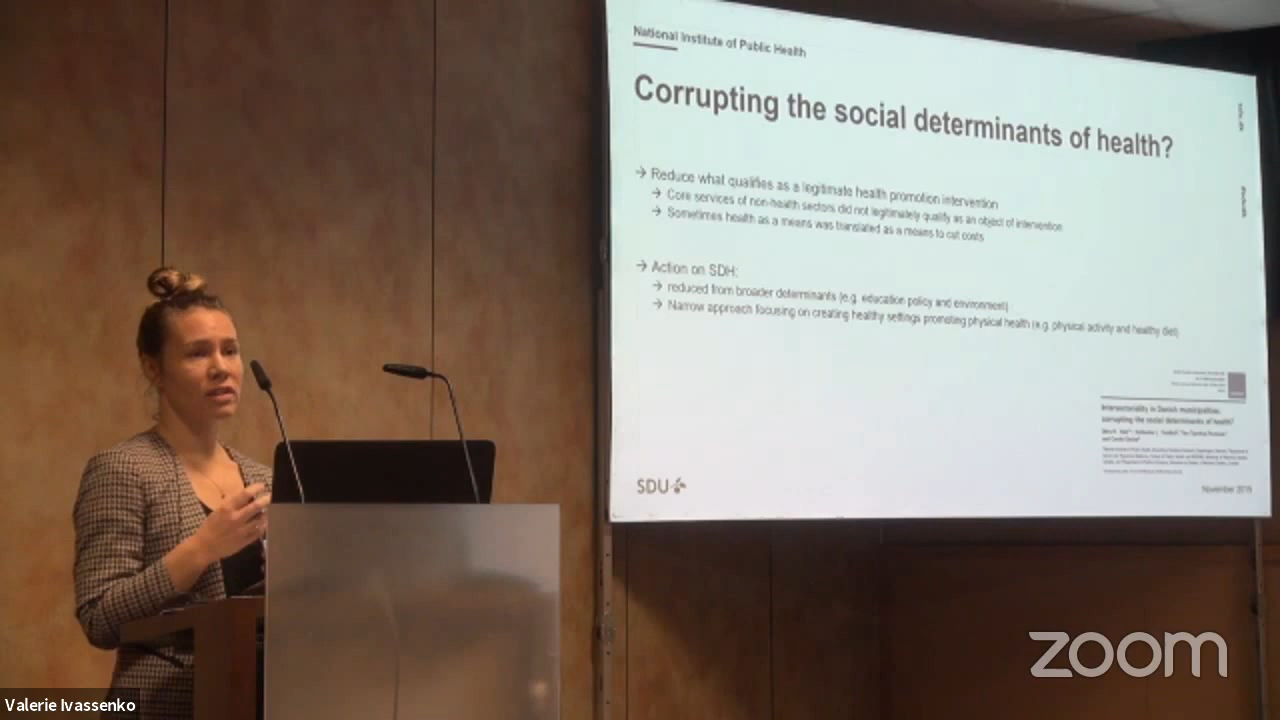 National Institute of Public Health
Corrupting the social determinants of health?
→ Reduce what qualifies as a legitimate health promotion intervention
→ Core services of non-health sectors did not legitimately qualify as an object of intervention
→ Sometimes health as a means was translated as a means to cut costs
→ Action on SDH:
→ reduced from broader determinants (e.g. education policy and environment)
→ Narrow approach focusing on creating healthy settings promoting physical health (e.g. physical activity and healthy diet)
Intersectoriality in Danish municipalities:
corrupting the social determinants of health?
SDU
November 2019
zoom
Valerie Ivassenko